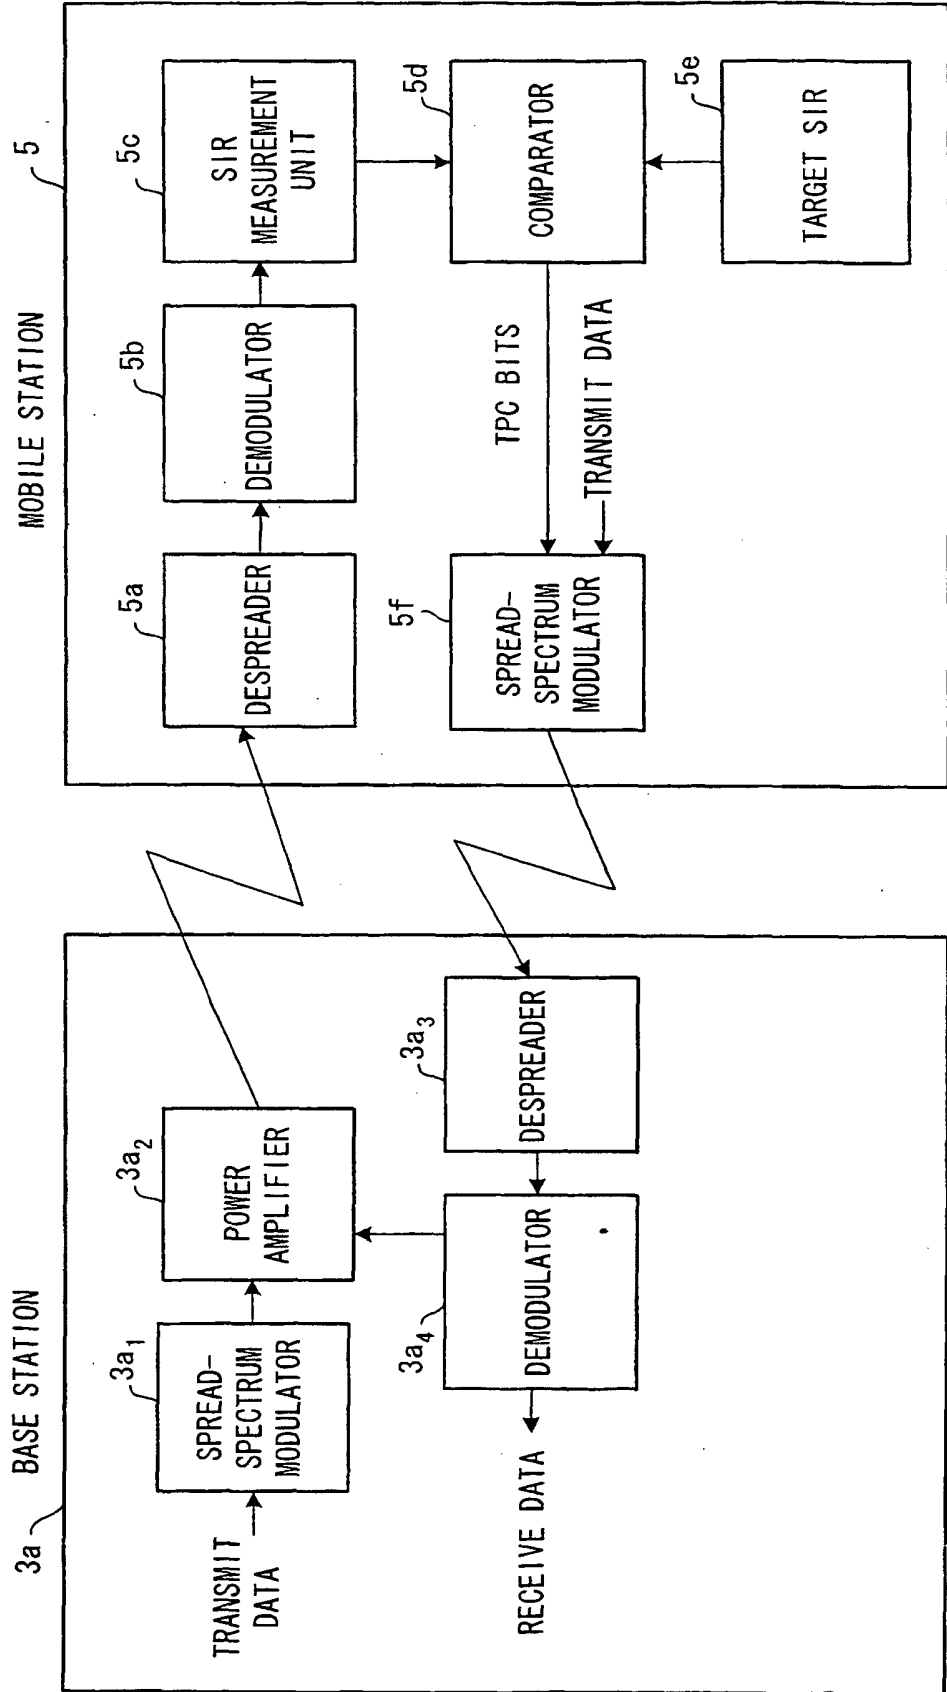 3a BASE STATION
MOBILE STATION 5
TRANSMIT
DATA
3a1
SPREAD-
SPECTRUM
MODULATOR
3a2
POWER
AMPLIFIER
5a
DESPREADER
5b
DEMODULATOR
5c
SIR
MEASUREMENT
UNIT
RECEIVE DATA
3a4
DEMODULATOR
3a3
DESPREADER
5f
SPREAD-
SPECTRUM
MODULATOR
TPC BITS
TRANSMIT DATA
5d
COMPARATOR
5e
TARGET SIR